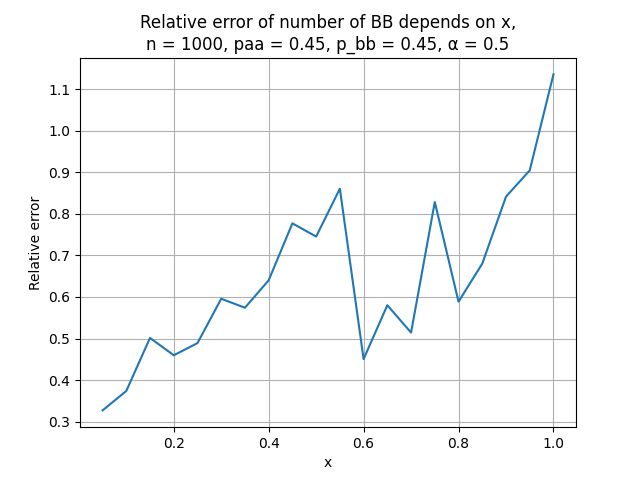 Relative error of number of BB depends on x,
n = 1000, paa = 0.45, p_bb = 0.45, α = 0.5
1.1
1.0
0.9
0.8
0.7
0.6
0.5
0.4
0.3
Relative error
0.2 0.4 0.6 0.8 1.0
x